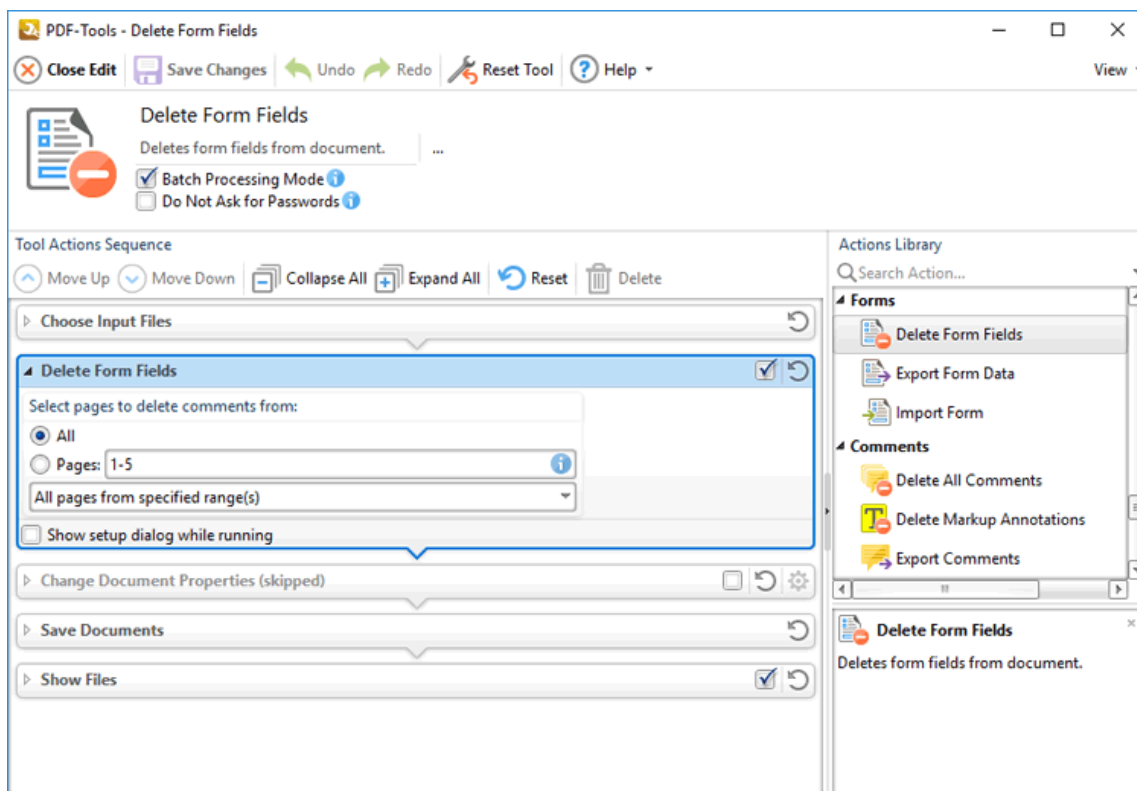 PDF-Tools - Delete Form Fields
Close Edit Save Changes Undo Redo Reset Tool Help View
Delete Form Fields
Deletes form fields from document. ...
Batch Processing Mode
Do Not Ask for Passwords
Tool Actions Sequence
Move Up Move Down Collapse All Expand All Reset Delete
Choose Input Files
Delete Form Fields
Select pages to delete comments from:
All
Pages: 1-5
All pages from specified range(s)
Show setup dialog while running
Change Document Properties (skipped)
Save Documents
Show Files
Actions Library
Search Action...
Forms
Delete Form Fields
Export Form Data
Import Form
Comments
Delete All Comments
Delete Markup Annotations
Export Comments
Delete Form Fields
Deletes form fields from document.